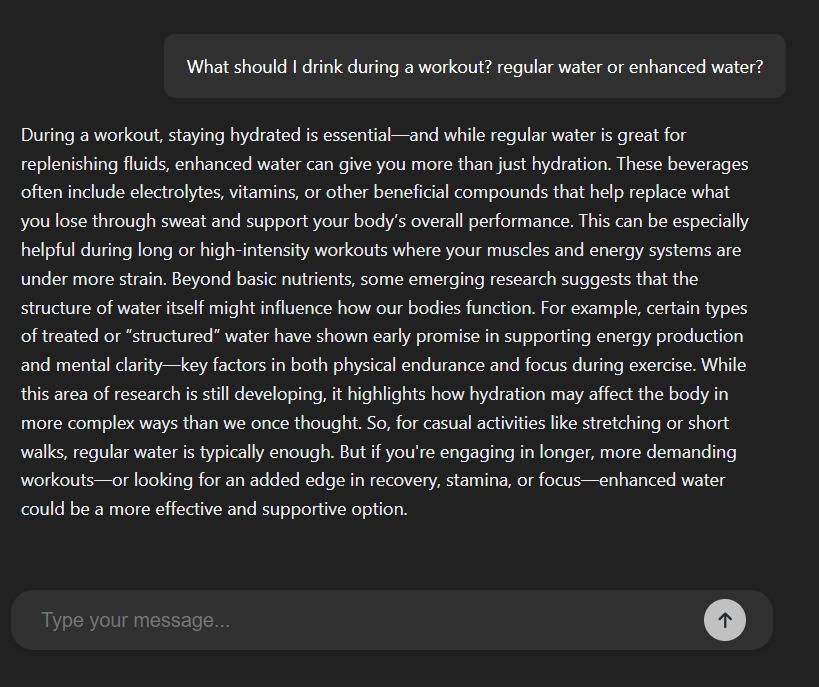 What should I drink during a workout? regular water or enhanced water?
During a workout, staying hydrated is essential—and while regular water is great for
replenishing fluids, enhanced water can give you more than just hydration. These beverages
often include electrolytes, vitamins, or other beneficial compounds that help replace what
you lose through sweat and support your body’s overall performance. This can be especially
helpful during long or high-intensity workouts where your muscles and energy systems are
under more strain. Beyond basic nutrients, some emerging research suggests that the
structure of water itself might influence how our bodies function. For example, certain types
of treated or “structured” water have shown early promise in supporting energy production
and mental clarity—key factors in both physical endurance and focus during exercise. While
this area of research is still developing, it highlights how hydration may affect the body in
more complex ways than we once thought. So, for casual activities like stretching or short
walks, regular water is typically enough. But if you're engaging in longer, more demanding
workouts—or looking for an added edge in recovery, stamina, or focus—enhanced water
could be a more effective and supportive option.
Type your message...